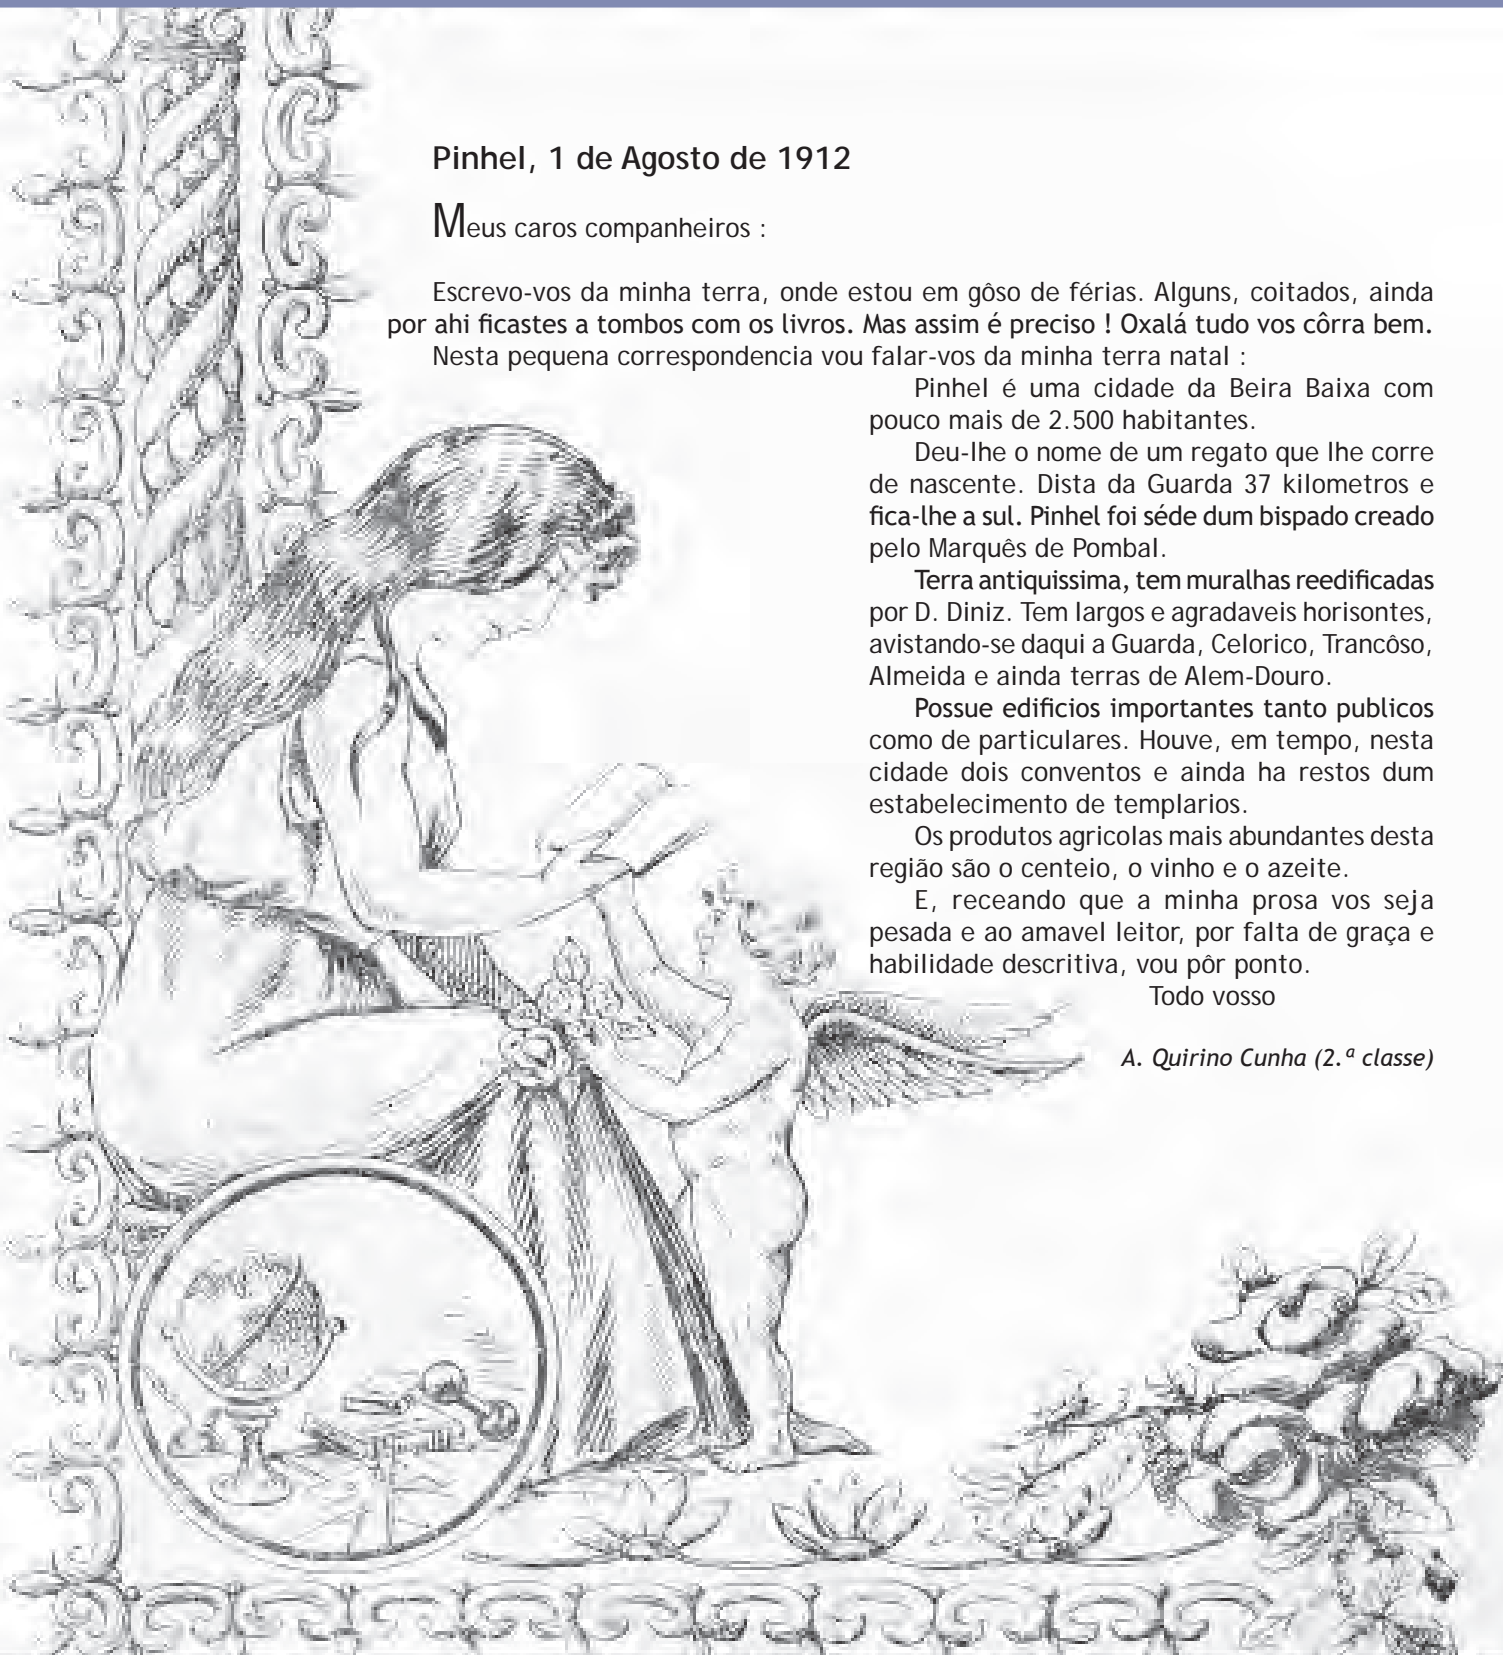 Pinhel, 1 de Agosto de 1912
Meus caros companheiros :
Escrevo-vos da minha terra, onde estou em gôso de férias. Alguns, coitados, ainda
por ahi ficastes a tombos com os livros. Mas assim é preciso ! Oxalá tudo vos côrra bem.
Nesta pequena correspondencia vou falar-vos da minha terra natal :
Pinhel é uma cidade da Beira Baixa com
pouco mais de 2.500 habitantes.
Deu-lhe o nome de um regato que lhe corre
de nascente. Dista da Guarda 37 kilometros e
fica-lhe a sul. Pinhel foi séde dum bispado creado
pelo Marquês de Pombal.
Terra antiquissima, tem muralhas reedificadas
por D. Diniz. Tem largos e agradaveis horisontes,
avistando-se daqui a Guarda, Celorico, Trancôso,
Almeida e ainda terras de Alem-Douro.
Possue edificios importantes tanto publicos
como de particulares. Houve, em tempo, nesta
cidade dois conventos e ainda ha restos dum
estabelecimento de templarios.
Os produtos agricolas mais abundantes desta
região são o centeio, o vinho e o azeite.
E, receando que a minha prosa vos seja
pesada e ao amavel leitor, por falta de graça e
habilidade descritiva, vou pôr ponto.
Todo vosso
A. Quirino Cunha (2.ª classe)